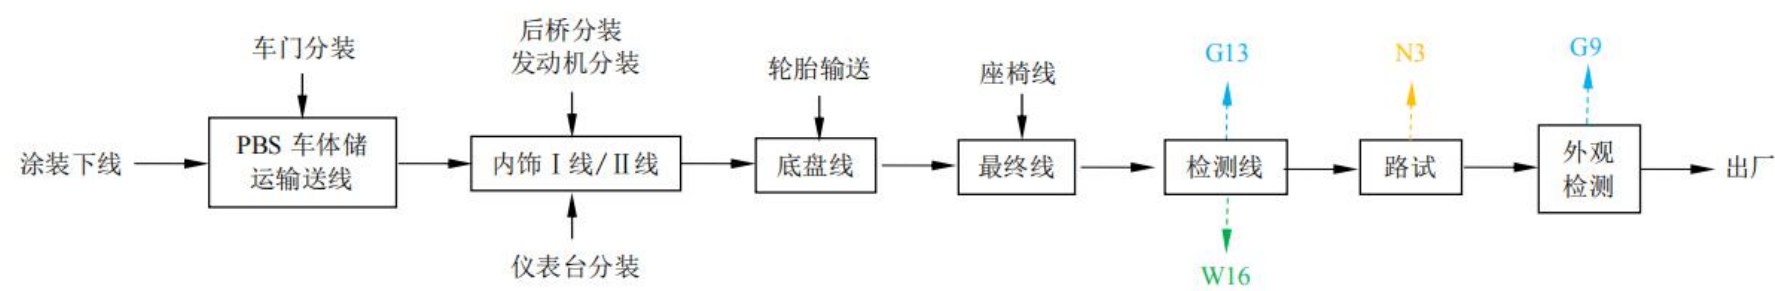 后桥分装
发动机分装
车门分装
轮胎输送
座椅线
G13
N3
G9
涂装下线
PBS 车体储
运输送线
内饰Ⅰ线/Ⅱ线
底盘线
最终线
检测线
路试
外观
检测
出厂
仪表台分装
W16